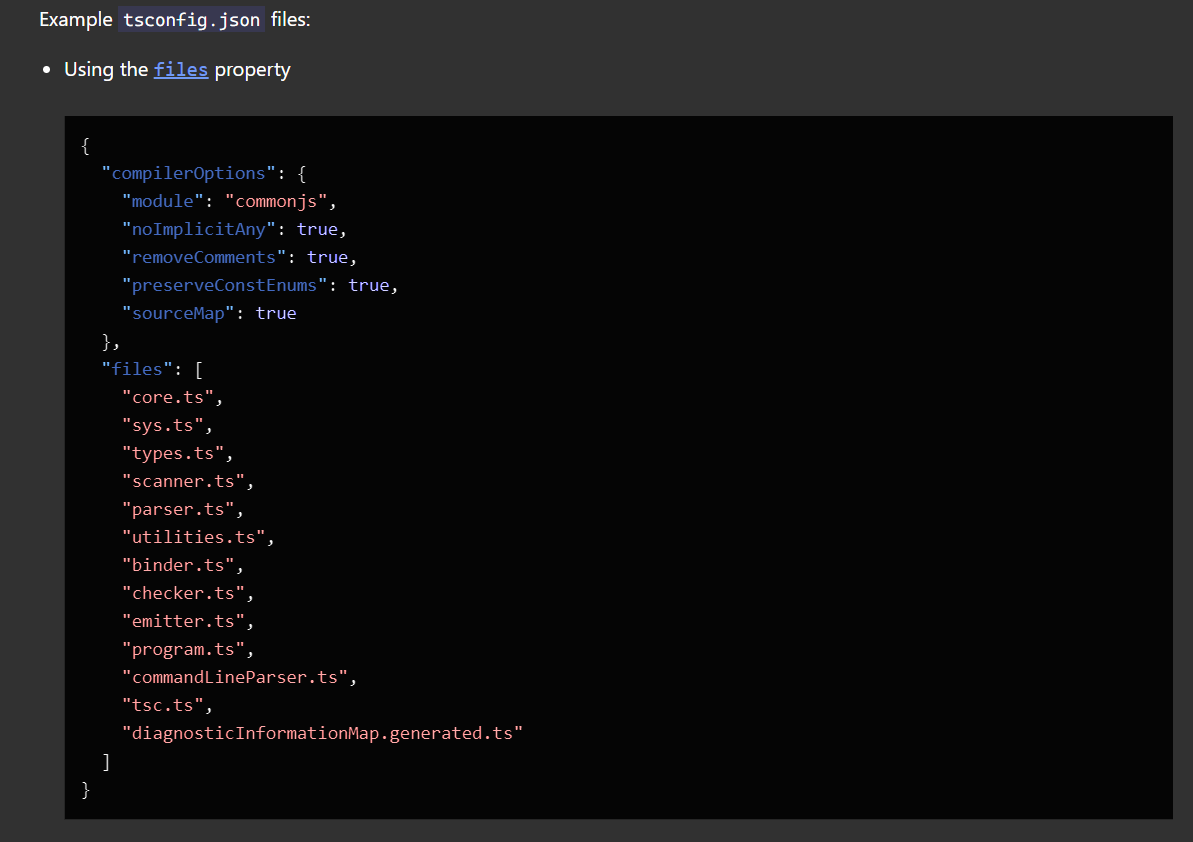 Example tsconfig.json files:
• Using the files property
{
  "compilerOptions": {
    "module": "commonjs",
    "noImplicitAny": true,
    "removeComments": true,
    "preserveConstEnums": true,
    "sourceMap": true
  },
  "files": [
    "core.ts",
    "sys.ts",
    "types.ts",
    "scanner.ts",
    "parser.ts",
    "utilities.ts",
    "binder.ts",
    "checker.ts",
    "emitter.ts",
    "program.ts",
    "commandLineParser.ts",
    "tsc.ts",
    "diagnosticInformationMap.generated.ts"
  ]
}